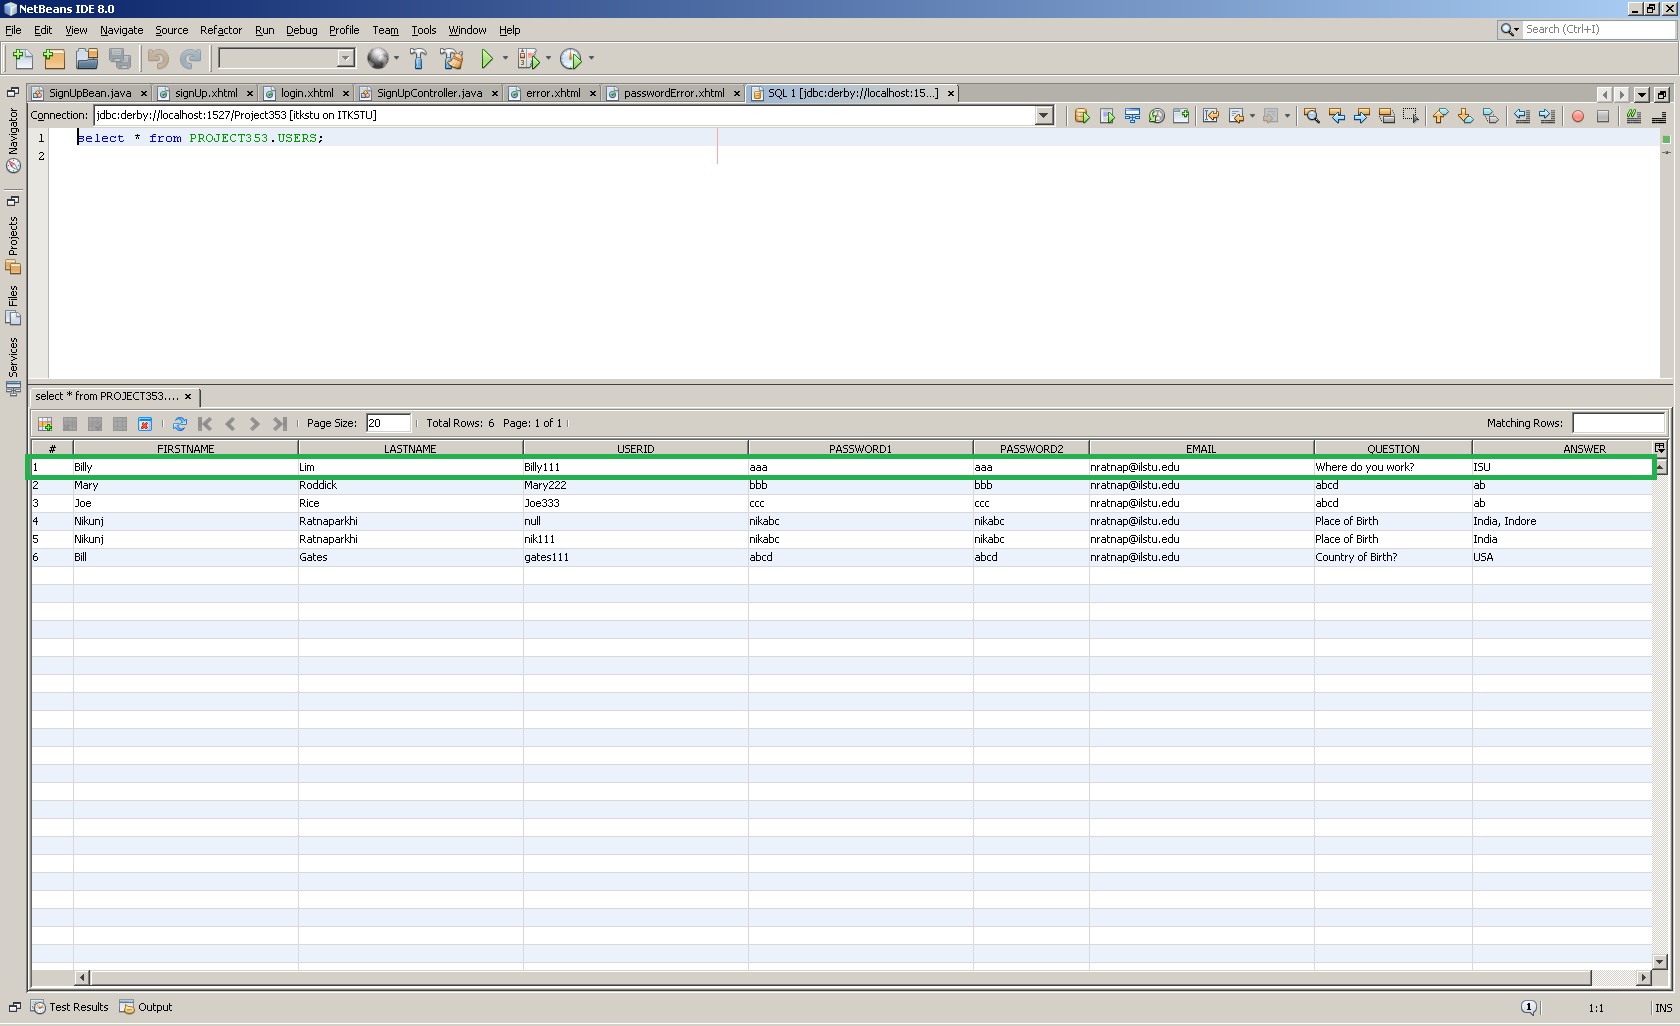 NetBeans IDE 8.0
File Edit View Navigate Source Refactor Run Debug Profile Team Tools Window Help
Search (Ctrl+I)
SignUpBean.java signUp.xhtml login.xhtml SignUpController.java error.xhtml passwordError.xhtml SQL 1 [jdbc:derby://localhost:15...]
Connection: jdbc:derby://localhost:1527/Project353 [itkstu on ITKSTU]
1 select * from PROJECT353.USERS;
2
Navigator
Projects
Files
Services
select * from PROJECT353....
Page Size: 20 Total Rows: 6 Page: 1 of 1 Matching Rows:
# FIRSTNAME LASTNAME USERID PASSWORD1 PASSWORD2 EMAIL QUESTION ANSWER
1 Billy Lim Billy111 aaa aaa nratnap@ilstu.edu Where do you work? ISU
2 Mary Roddick Mary222 bbb bbb nratnap@ilstu.edu abcd ab
3 Joe Rice Joe333 ccc ccc nratnap@ilstu.edu abcd ab
4 Nikunj Ratnaparkhi null nikabc nikabc nratnap@ilstu.edu Place of Birth India, Indore
5 Nikunj Ratnaparkhi nik111 nikabc nikabc nratnap@ilstu.edu Place of Birth India
6 Bill Gates gates111 abcd abcd nratnap@ilstu.edu Country of Birth? USA
Test Results Output 1 1:1 INS